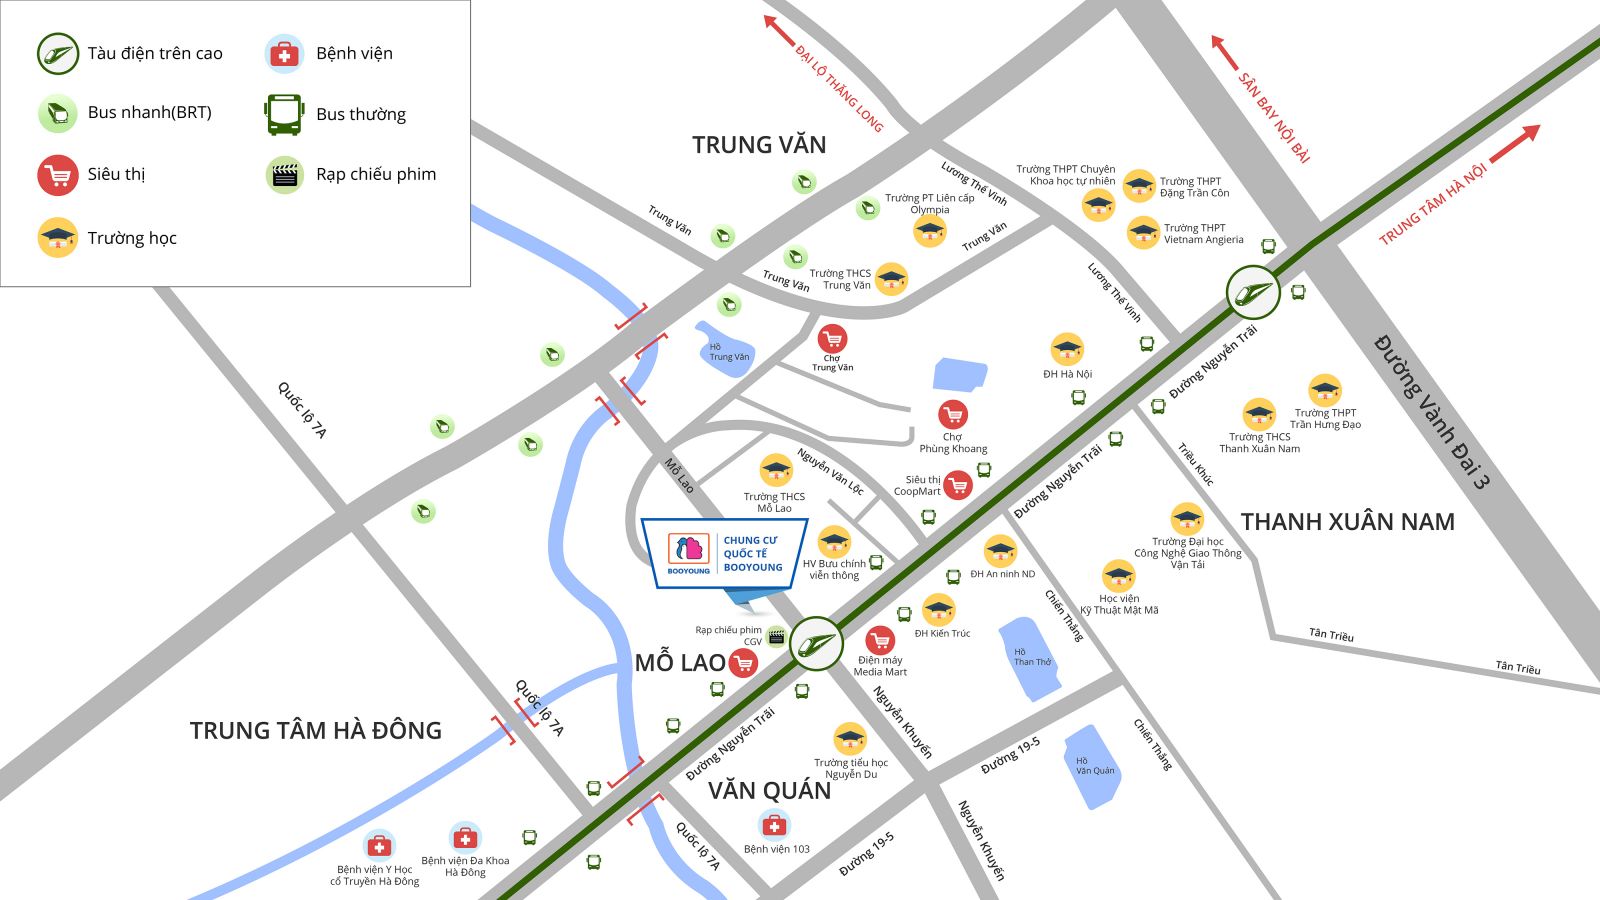 Tàu điện trên cao
Bệnh viện
Bus nhanh(BRT)
Bus thường
Siêu thị
Rạp chiếu phim
Trường học
ĐẠI LỘ THĂNG LONG
SÂN BAY NỘI BÀI
TRUNG TÂM HÀ NỘI
TRUNG VĂN
Lương Thế Vinh
Trường THPT Chuyên
Khoa học tự nhiên
Trường THPT
Đặng Trần Côn
Trường THPT
Vietnam Angieria
Trường PT Liên cấp
Olympia
Trung Văn
Trung Văn
Trung Văn
Trường THCS
Trung Văn
Lương Thế Vinh
Hồ
Trung Văn
Chợ
Trung Văn
ĐH Hà Nội
Đường Nguyễn Trãi
Đường Vành Đai 3
Quốc lộ 7A
Chợ
Phùng Khoang
Trường THCS
Thanh Xuân Nam
Trường THPT
Trần Hưng Đạo
Mỗ Lao
Nguyễn Văn Lộc
Trường THCS
Mỗ Lao
Siêu thị
CoopMart
Đường Nguyễn Trãi
Triều Khúc
THANH XUÂN NAM
BOOYOUNG
CHUNG CƯ
QUỐC TẾ
BOOYOUNG
HV Bưu chính
viễn thông
ĐH An ninh ND
Trường Đại học
Công Nghệ Giao Thông
Vận Tải
Học viện
Kỹ Thuật Mật Mã
Chiến Thắng
Rạp chiếu phim
CGV
MỖ LAO
ĐH Kiến Trúc
Điện máy
Media Mart
Hồ
Than Thở
Tân Triều
Tân Triều
Quốc lộ 7A
TRUNG TÂM HÀ ĐÔNG
Đường Nguyễn Trãi
Nguyễn Khuyến
Trường tiểu học
Nguyễn Du
Đường 19-5
Chiến Thắng
Hồ
Văn Quán
VĂN QUÁN
Bệnh viện 103
Quốc lộ 7A
Đường 19-5
Nguyễn Khuyến
Bệnh viện Y Học
cổ Truyền Hà Đông
Bệnh viện Đa Khoa
Hà Đông